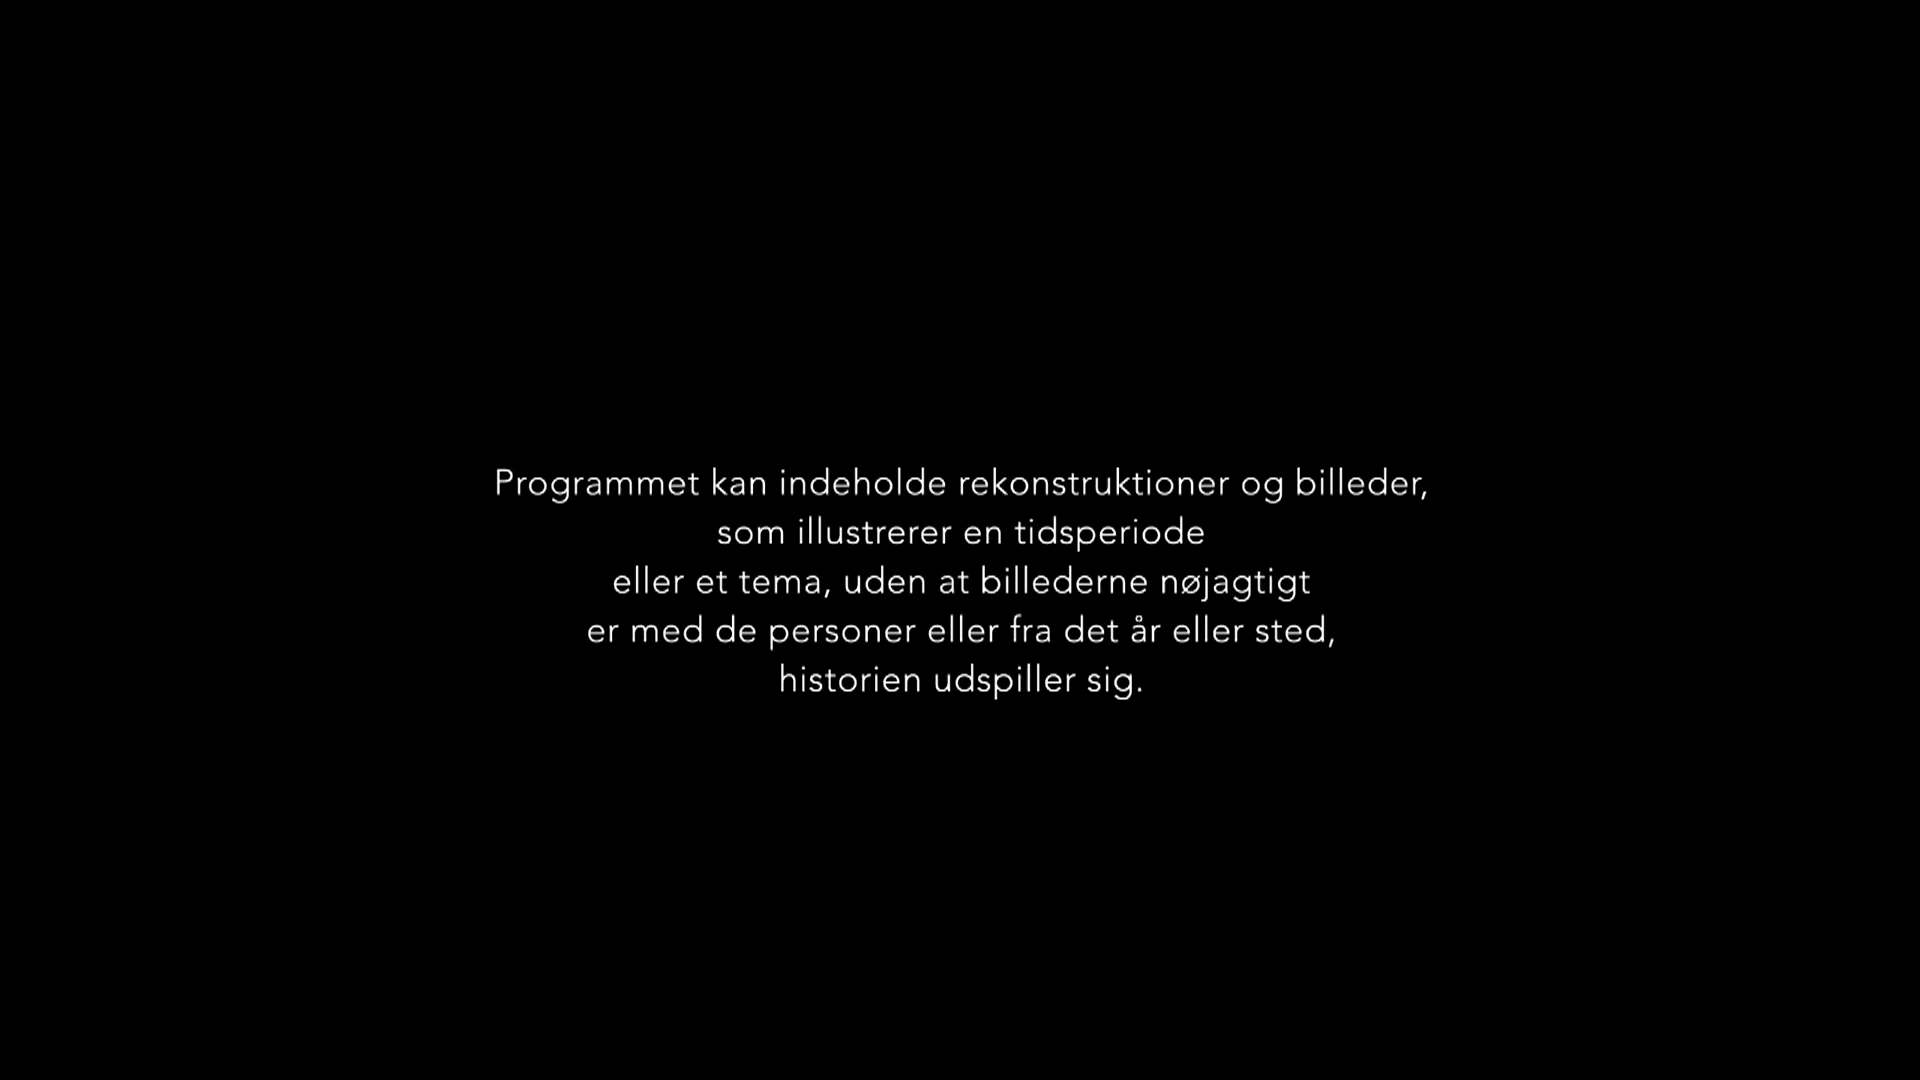 Programmet kan indeholde rekonstruktioner og billeder,
som illustrerer en tidsperiode
eller et tema, uden at billederne nøjagtigt
er med de personer eller fra det år eller sted,
historien udspiller sig.